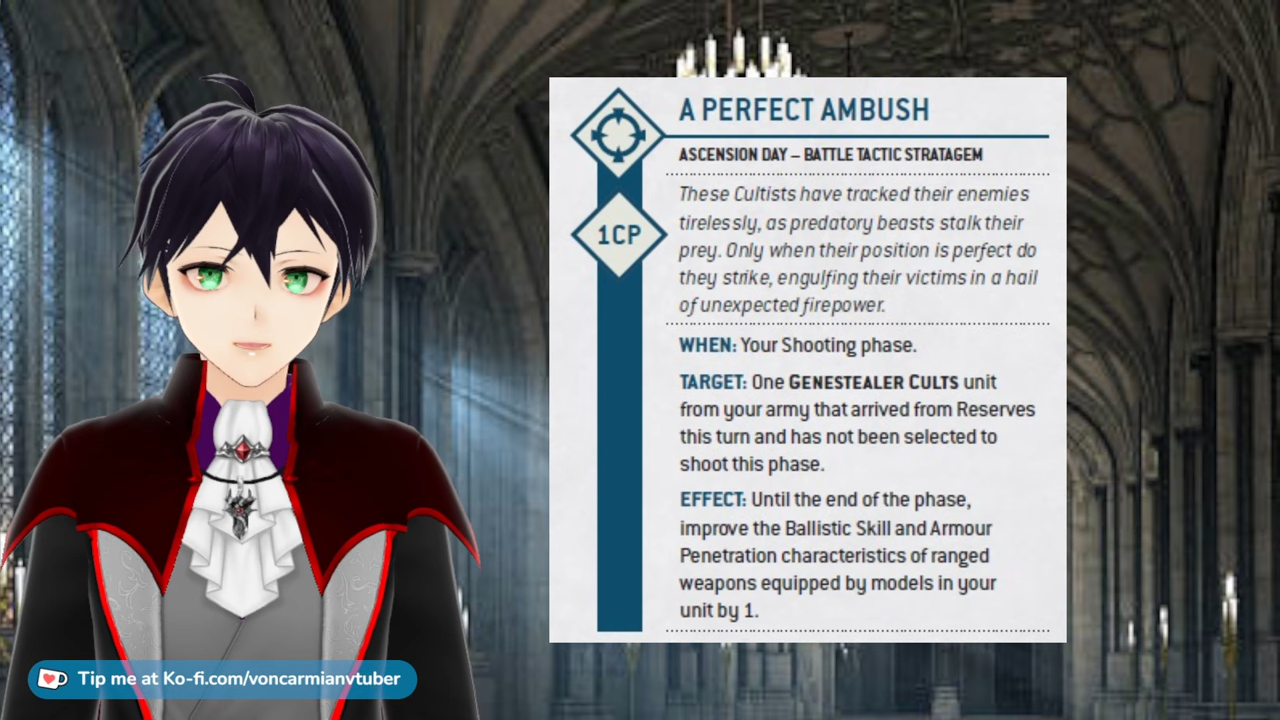 A PERFECT AMBUSH
ASCENSION DAY – BATTLE TACTIC STRATAGEM
1CP
These Cultists have tracked their enemies
tirelessly, as predatory beasts stalk their
prey. Only when their position is perfect do
they strike, engulfing their victims in a hail
of unexpected firepower.
WHEN: Your Shooting phase.
TARGET: One GENESTEALER CULTS unit
from your army that arrived from Reserves
this turn and has not been selected to
shoot this phase.
EFFECT: Until the end of the phase,
improve the Ballistic Skill and Armour
Penetration characteristics of ranged
weapons equipped by models in your
unit by 1.
Tip me at Ko-fi.com/voncarmianvtuber